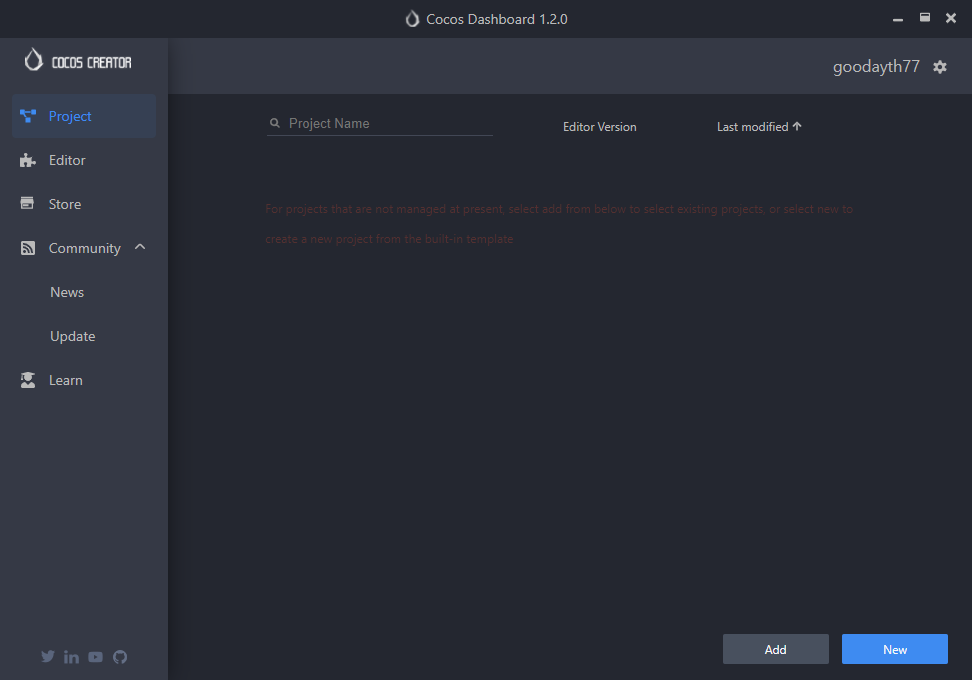 Cocos Dashboard 1.2.0
COCOS CREATOR
goodayth77
Project
Editor
Store
Community
News
Update
Learn
Project Name
Editor Version
Last modified
For projects that are not managed at present, select add from below to select existing projects, or select new to
create a new project from the built-in template
Add
New